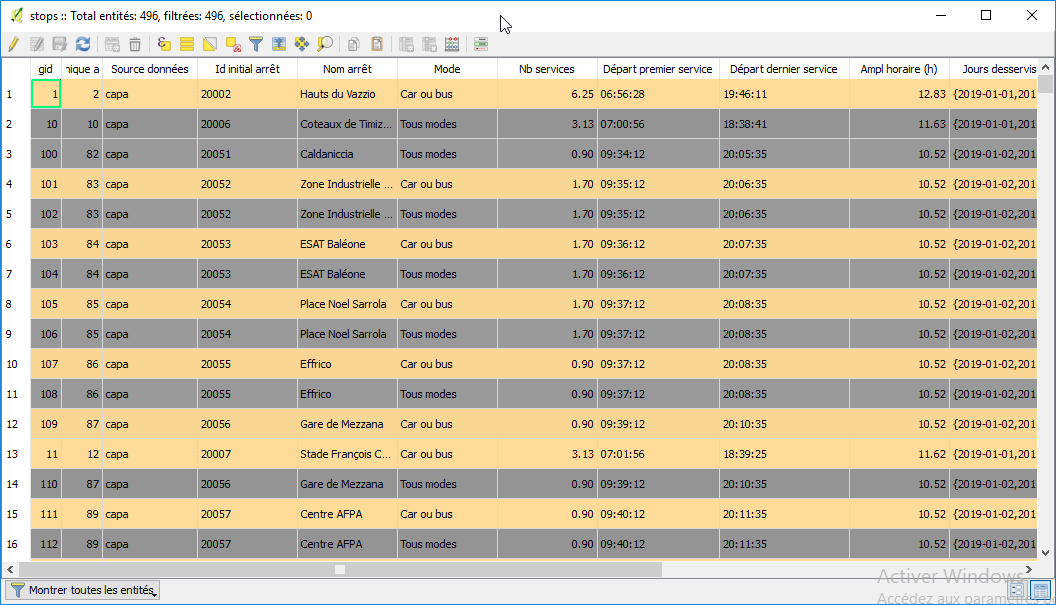 stops :: Total entités: 496, filtrées: 496, sélectionnées: 0
gid nique a Source données Id initial arrêt Nom arrêt Mode Nb services Départ premier service Départ dernier service Ampl horaire (h) Jours desservis
1 1 2 capa 20002 Hauts du Vazzio Car ou bus 6.25 06:56:28 19:46:11 12.83 {2019-01-01,201
2 10 10 capa 20006 Coteaux de Timiz... Tous modes 3.13 07:00:56 18:38:41 11.63 {2019-01-01,201
3 100 82 capa 20051 Caldaniccia Tous modes 0.90 09:34:12 20:05:35 10.52 {2019-01-02,201
4 101 83 capa 20052 Zone Industrielle ... Car ou bus 1.70 09:35:12 20:06:35 10.52 {2019-01-02,201
5 102 83 capa 20052 Zone Industrielle ... Tous modes 1.70 09:35:12 20:06:35 10.52 {2019-01-02,201
6 103 84 capa 20053 ESAT Baléone Car ou bus 1.70 09:36:12 20:07:35 10.52 {2019-01-02,201
7 104 84 capa 20053 ESAT Baléone Tous modes 1.70 09:36:12 20:07:35 10.52 {2019-01-02,201
8 105 85 capa 20054 Place Noel Sarrola Car ou bus 1.70 09:37:12 20:08:35 10.52 {2019-01-02,201
9 106 85 capa 20054 Place Noel Sarrola Tous modes 1.70 09:37:12 20:08:35 10.52 {2019-01-02,201
10 107 86 capa 20055 Effrico Car ou bus 0.90 09:37:12 20:08:35 10.52 {2019-01-02,201
11 108 86 capa 20055 Effrico Tous modes 0.90 09:37:12 20:08:35 10.52 {2019-01-02,201
12 109 87 capa 20056 Gare de Mezzana Car ou bus 0.90 09:39:12 20:10:35 10.52 {2019-01-02,201
13 11 12 capa 20007 Stade François C... Car ou bus 3.13 07:01:56 18:39:25 11.62 {2019-01-01,201
14 110 87 capa 20056 Gare de Mezzana Tous modes 0.90 09:39:12 20:10:35 10.52 {2019-01-02,201
15 111 89 capa 20057 Centre AFPA Car ou bus 0.90 09:40:12 20:11:35 10.52 {2019-01-02,201
16 112 89 capa 20057 Centre AFPA Tous modes 0.90 09:40:12 20:11:35 10.52 {2019-01-02,201
Activer Windows
Montrer toutes les entités
Accédez aux paramètres